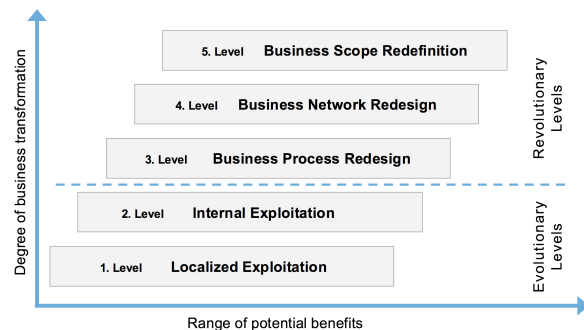 Degree of business transformation
5. Level Business Scope Redefinition
4. Level Business Network Redesign
3. Level Business Process Redesign
2. Level Internal Exploitation
1. Level Localized Exploitation
Revolutionary
Levels
Evolutionary
Levels
Range of potential benefits